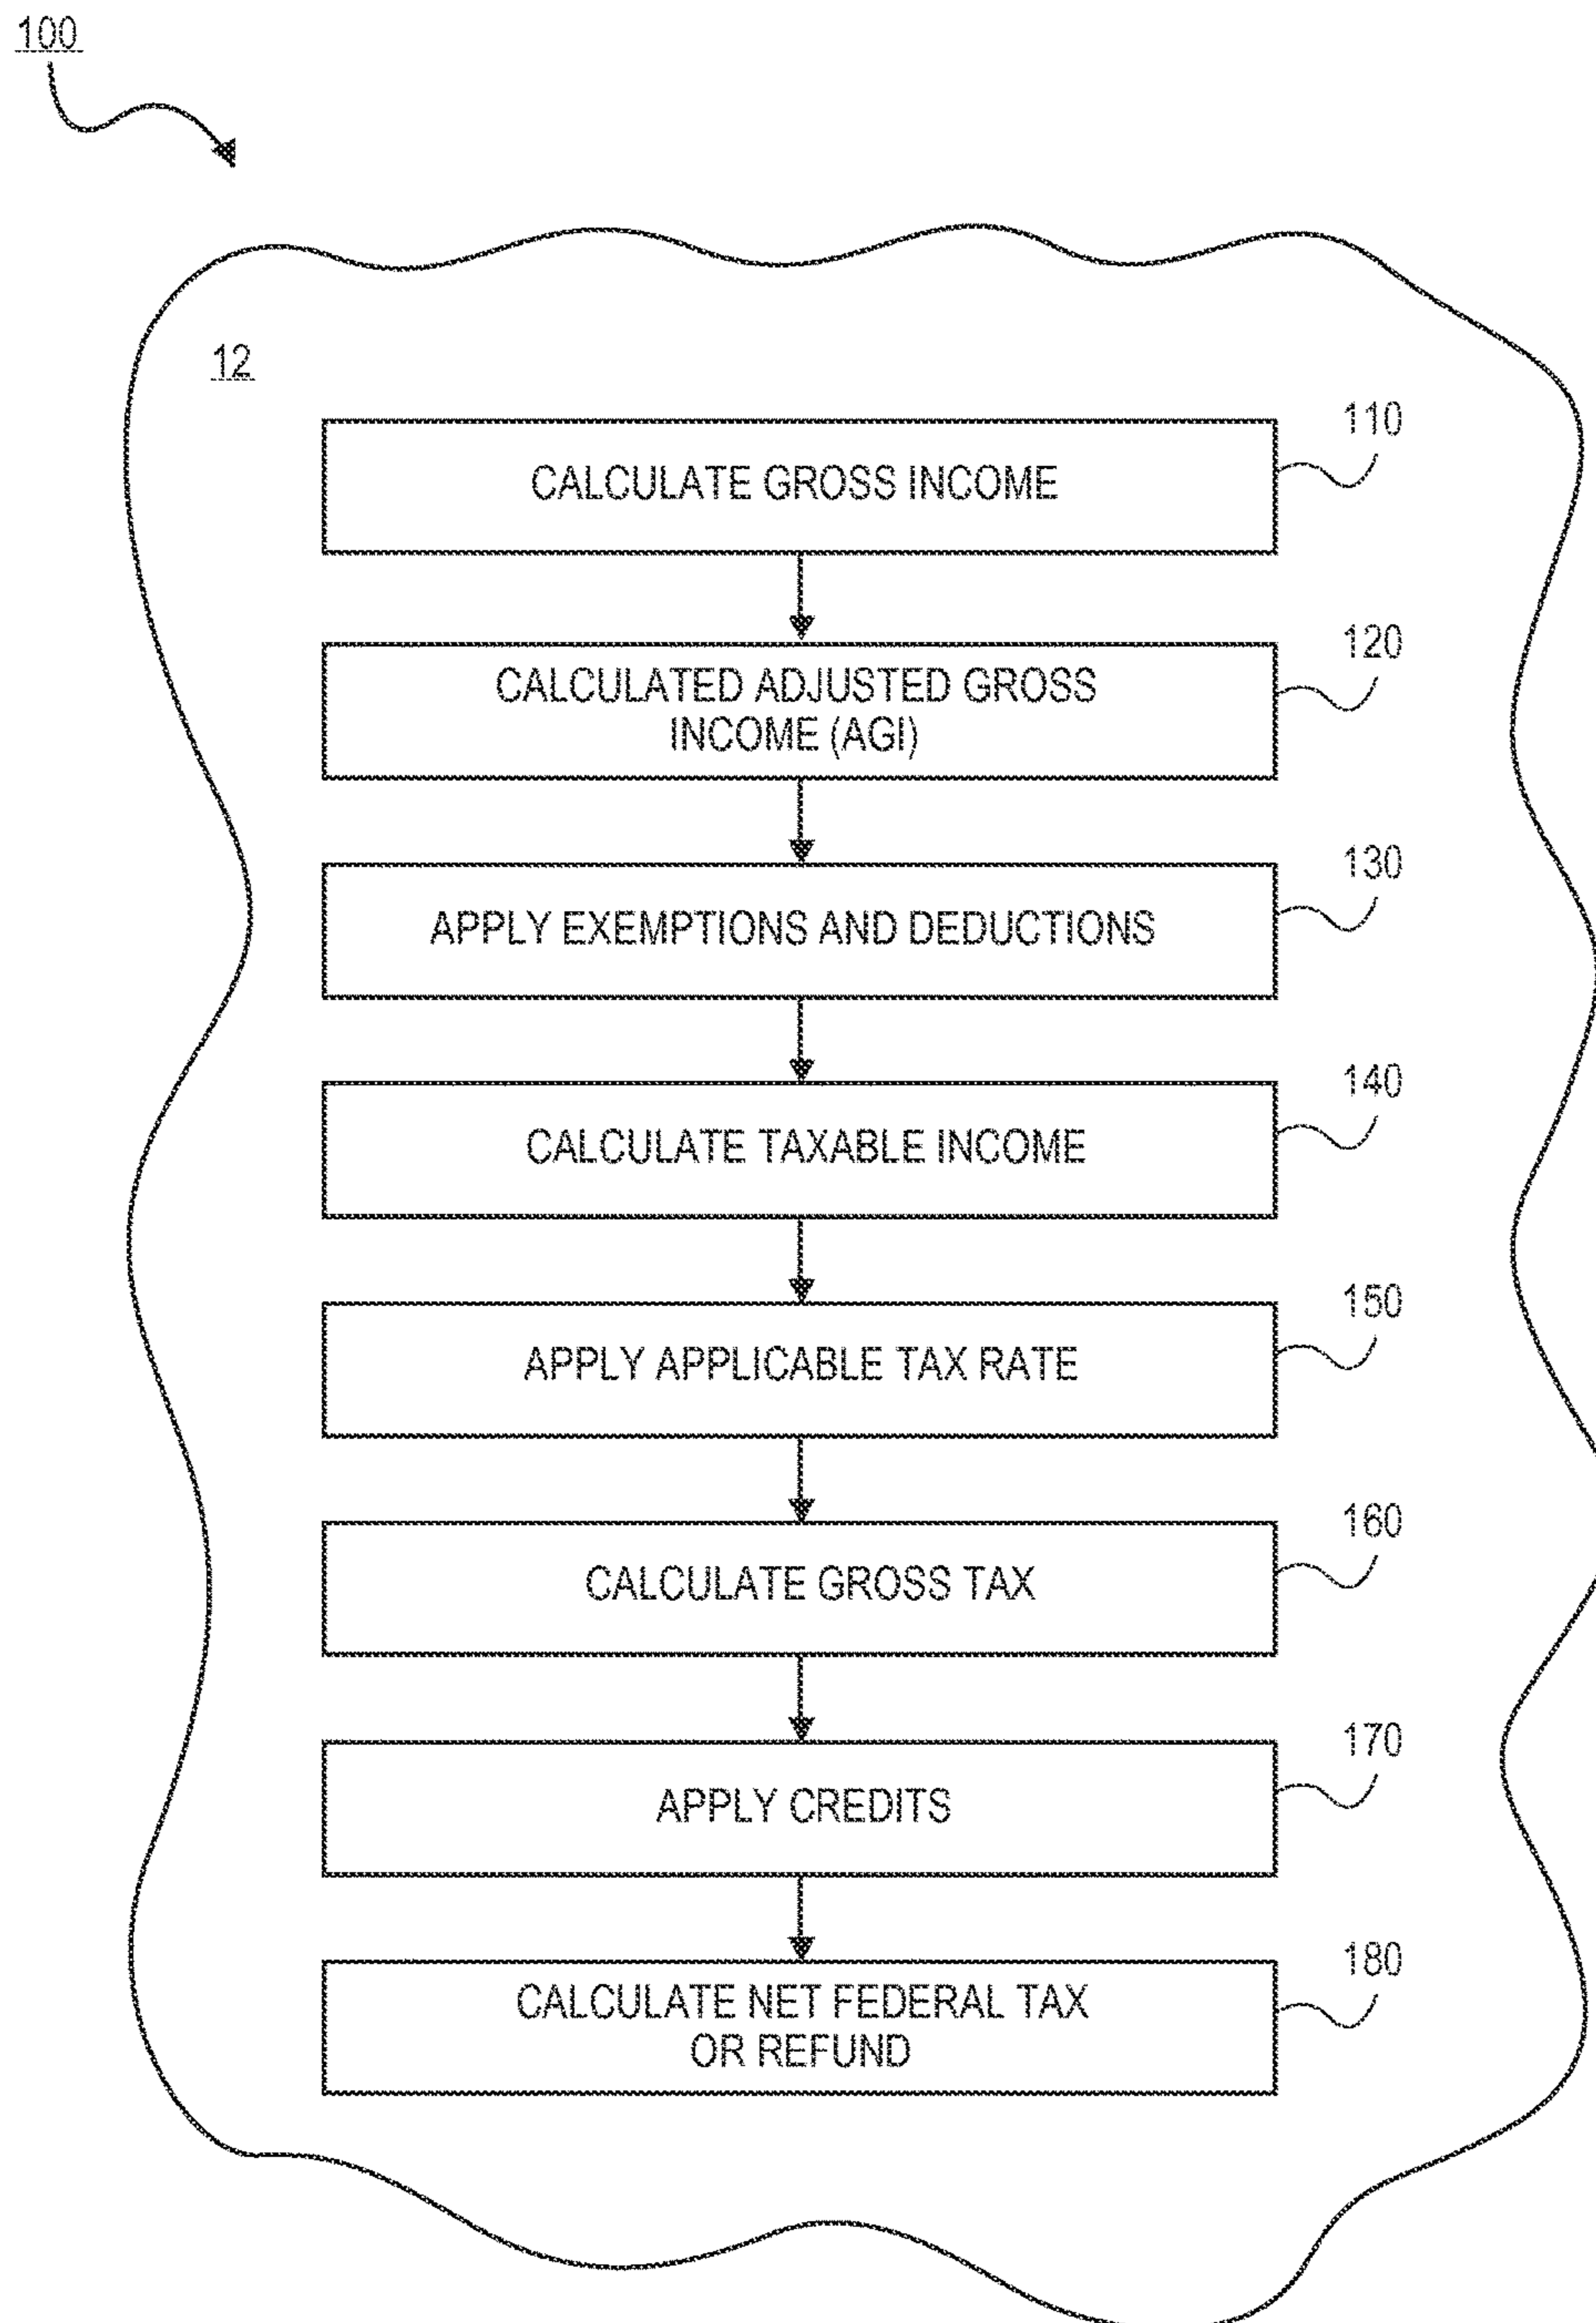 100
12
CALCULATE GROSS INCOME
110
CALCULATED ADJUSTED GROSS
INCOME (AGI)
120
APPLY EXEMPTIONS AND DEDUCTIONS
130
CALCULATE TAXABLE INCOME
140
APPLY APPLICABLE TAX RATE
150
CALCULATE GROSS TAX
160
APPLY CREDITS
170
CALCULATE NET FEDERAL TAX
OR REFUND
180